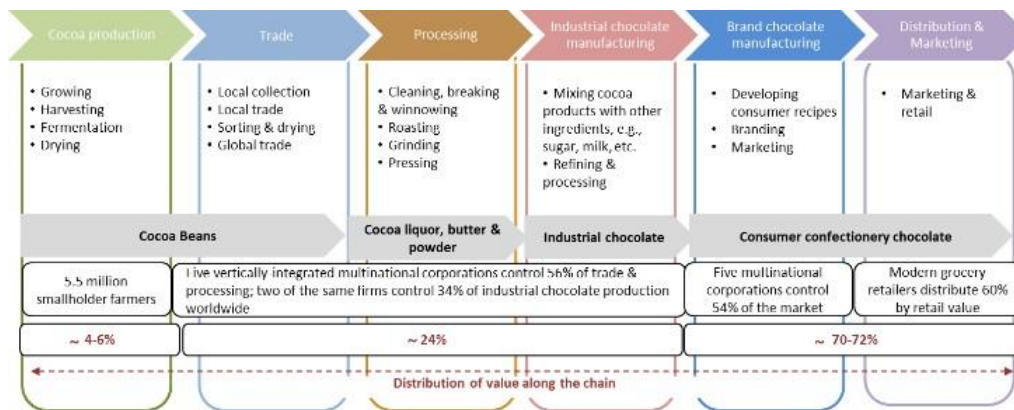 Cocoa production
Trade
Processing
Industrial chocolate
manufacturing
Brand chocolate
manufacturing
Distribution &
Marketing
• Growing
• Harvesting
• Fermentation
• Drying
• Local collection
• Local trade
• Sorting & drying
• Global trade
• Cleaning, breaking
& winnowing
• Roasting
• Grinding
• Pressing
• Mixing cocoa
products with other
ingredients, e.g.,
sugar, milk, etc.
• Refining &
processing
• Developing
consumer recipes
• Branding
• Marketing
• Marketing &
retail
Cocoa Beans
Cocoa liquor, butter &
powder
Industrial chocolate
Consumer confectionery chocolate
5.5 million
smallholder farmers
Five vertically integrated multinational corporations control 56% of trade &
processing; two of the same firms control 34% of industrial chocolate production
worldwide
Five multinational
corporations control
54% of the market
Modern grocery
retailers distribute 60%
by retail value
~ 4-6%
~ 24%
~ 70-72%
Distribution of value along the chain